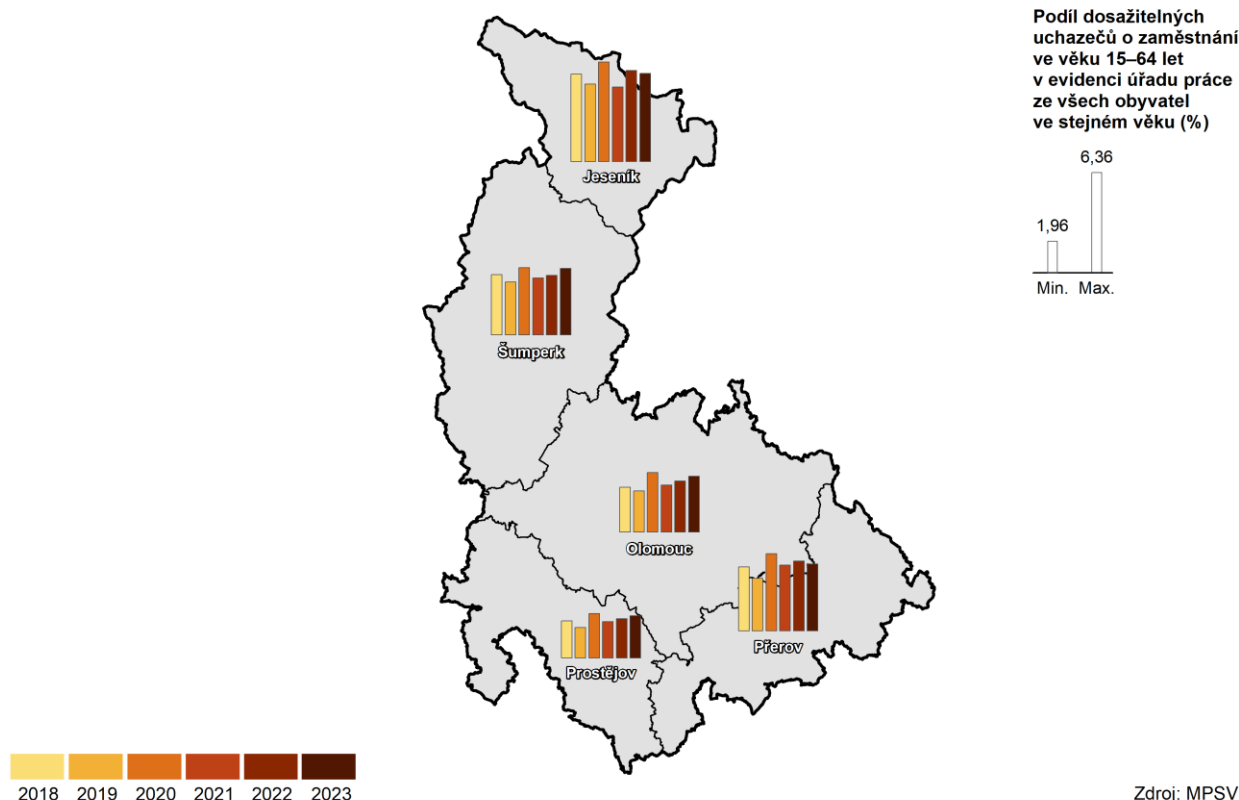 Podíl dosažitelných
uchazečů o zaměstnání
ve věku 15–64 let
v evidenci úřadu práce
ze všech obyvatel
ve stejném věku (%)
6,36
1,96
Min. Max.
Jeseník
Šumperk
Olomouc
Přerov
Prostějov
2018 2019 2020 2021 2022 2023
Zdroj: MPSV